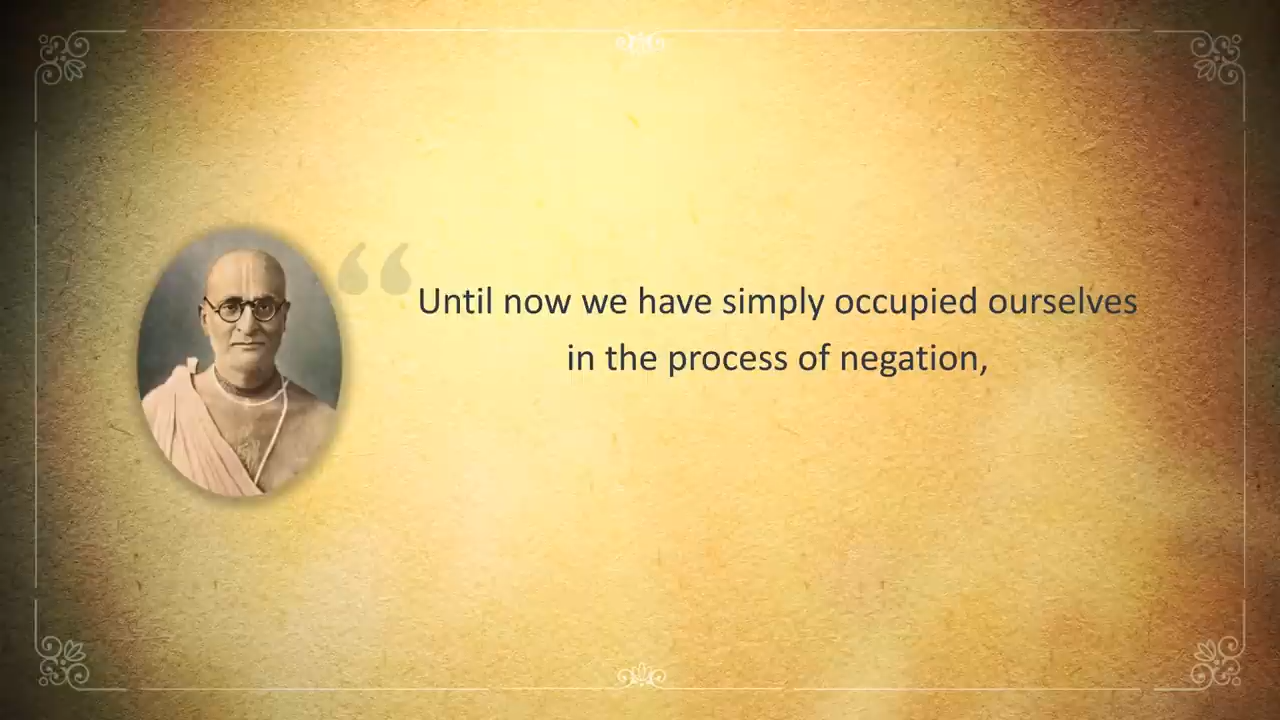 “Until now we have simply occupied ourselves
in the process of negation,